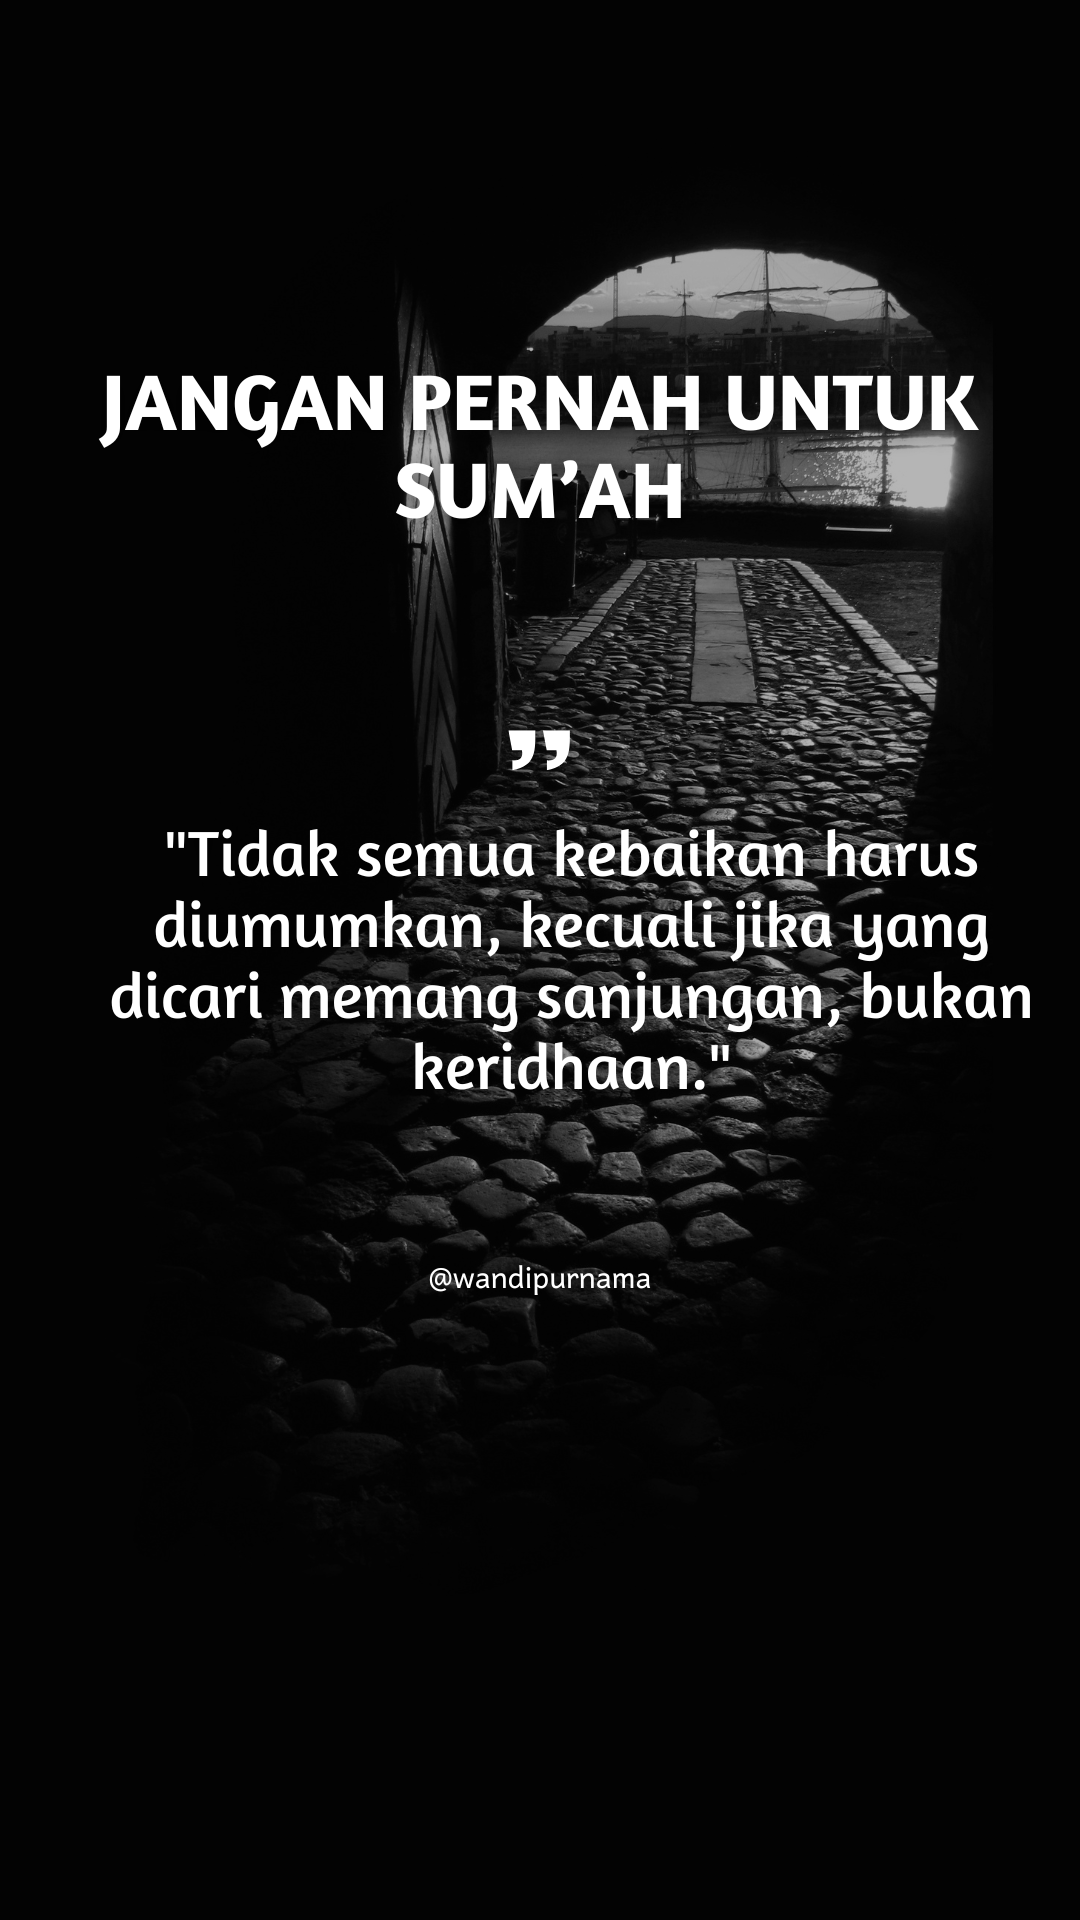 JANGAN PERNAH UNTUK
SUM’AH
”
"Tidak semua kebaikan harus
diumumkan, kecuali jika yang
dicari memang sanjungan, bukan
keridhaan."
@wandipurnama